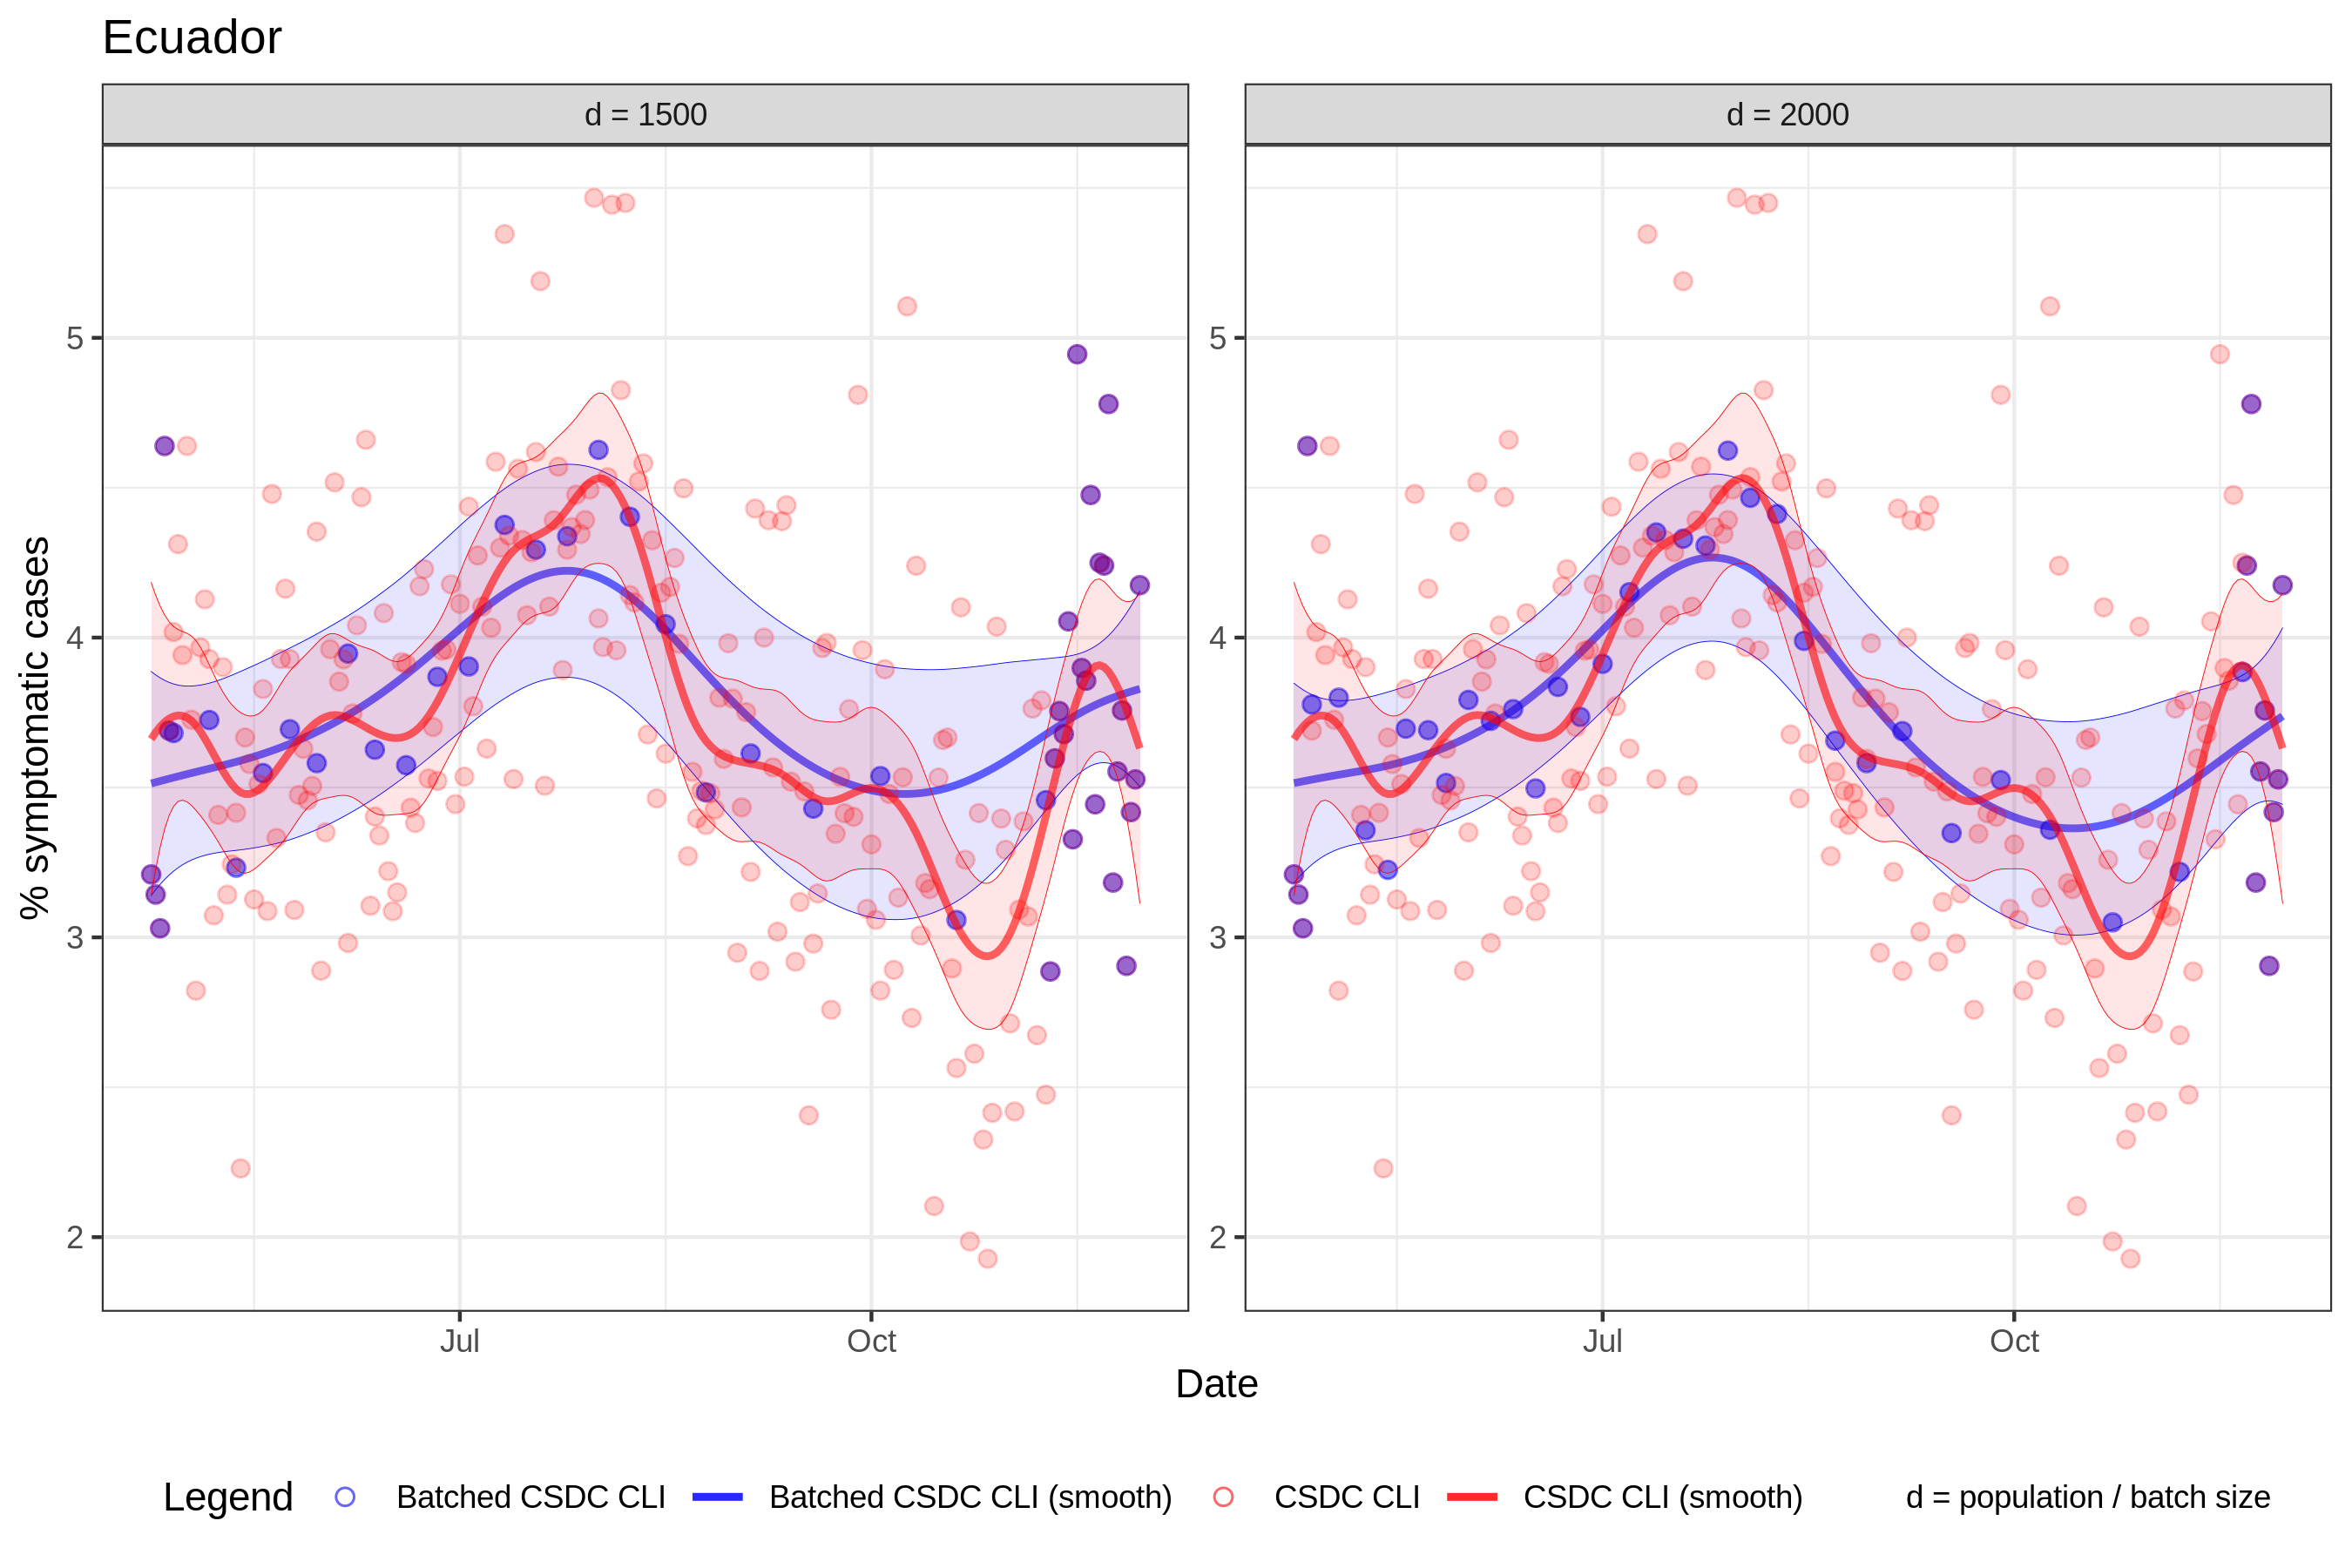 Ecuador
d = 1500
d = 2000
% symptomatic cases
5
4
3
2
5
4
3
2
Jul
Oct
Jul
Oct
Date
Legend
Batched CSDC CLI
Batched CSDC CLI (smooth)
CSDC CLI
CSDC CLI (smooth)
d = population / batch size